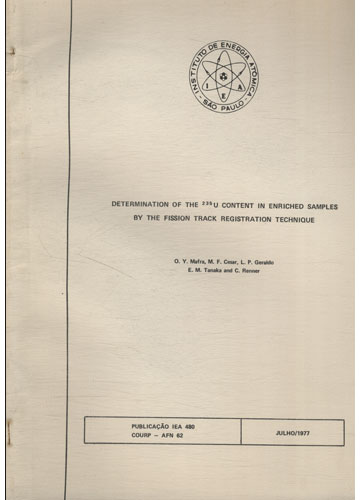 INSTITUTO DE ENERGIA ATÔMICA
I A
E
SÃO PAULO
DETERMINATION OF THE ²³⁵U CONTENT IN ENRICHED SAMPLES
BY THE FISSION TRACK REGISTRATION TECHNIQUE
O. Y. Mafra, M. F. Cesar, L. P. Geraldo
E. M. Tanaka and C. Renner
PUBLICAÇÃO IEA 480
COURP – AFN 62
JULHO/1977